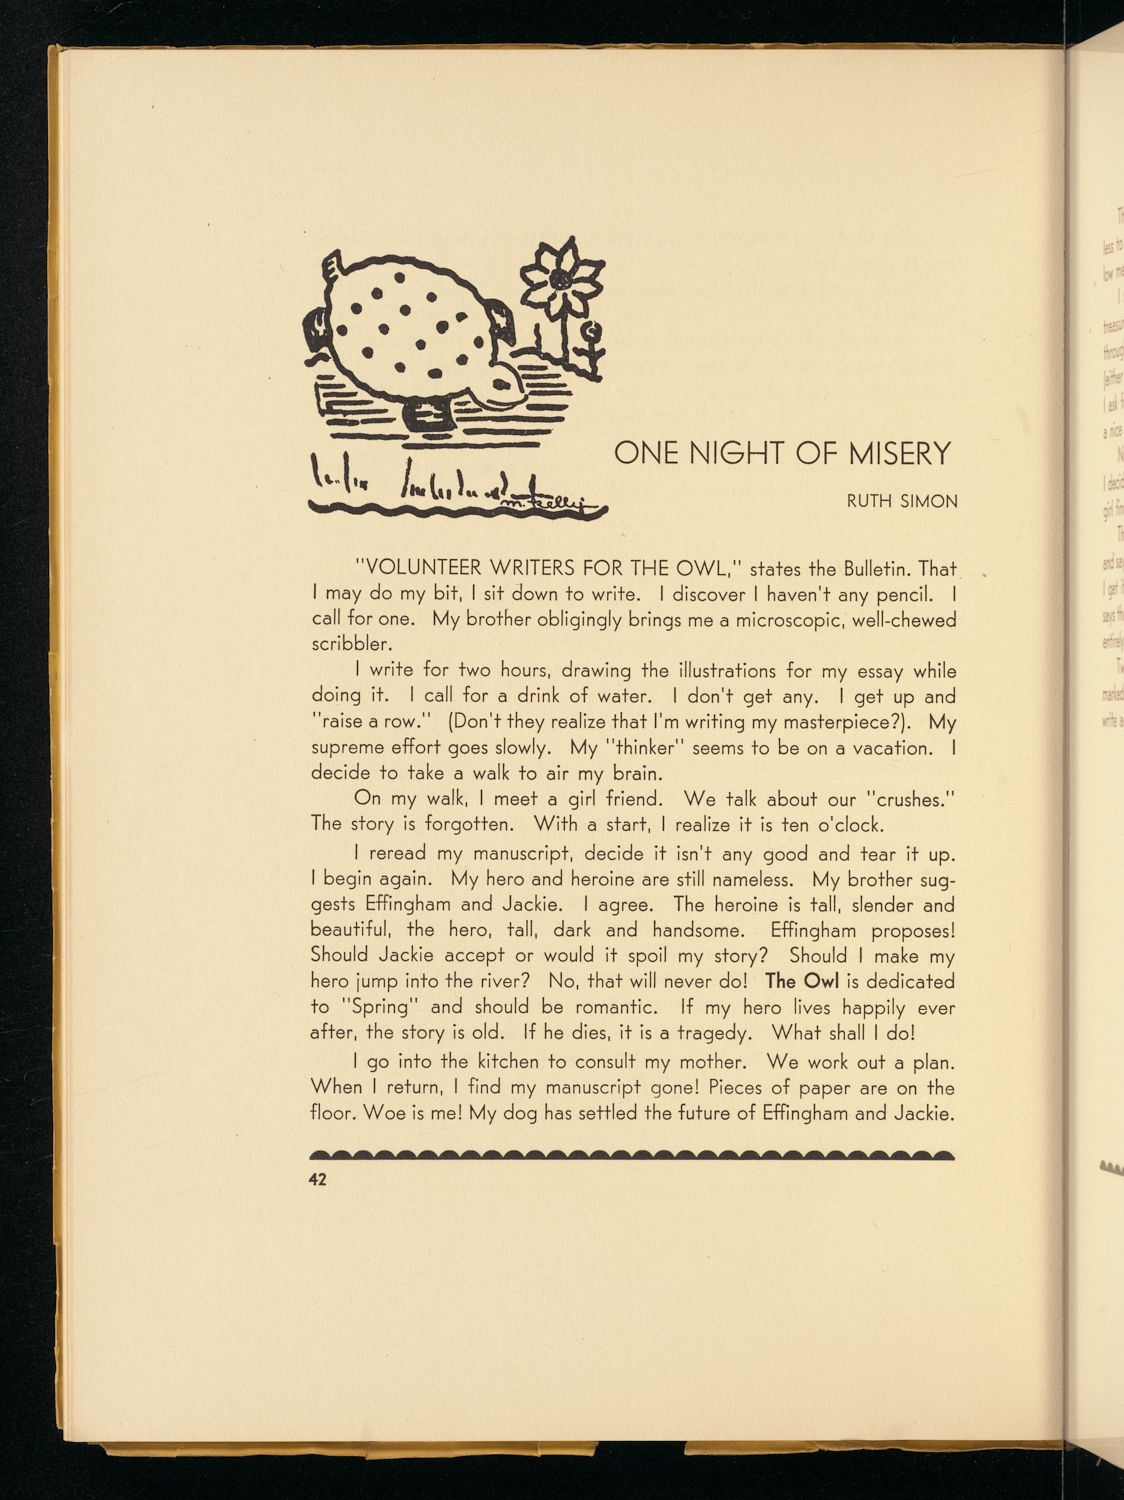 m. Kelly
ONE NIGHT OF MISERY
RUTH SIMON
"VOLUNTEER WRITERS FOR THE OWL," states the Bulletin. That
I may do my bit, I sit down to write. I discover I haven't any pencil. I
call for one. My brother obligingly brings me a microscopic, well-chewed
scribbler.
I write for two hours, drawing the illustrations for my essay while
doing it. I call for a drink of water. I don't get any. I get up and
"raise a row." (Don't they realize that I'm writing my masterpiece?). My
supreme effort goes slowly. My "thinker" seems to be on a vacation. I
decide to take a walk to air my brain.
On my walk, I meet a girl friend. We talk about our "crushes."
The story is forgotten. With a start, I realize it is ten o'clock.
I reread my manuscript, decide it isn't any good and tear it up.
I begin again. My hero and heroine are still nameless. My brother sug-
gests Effingham and Jackie. I agree. The heroine is tall, slender and
beautiful, the hero, tall, dark and handsome. Effingham proposes!
Should Jackie accept or would it spoil my story? Should I make my
hero jump into the river? No, that will never do! The Owl is dedicated
to "Spring" and should be romantic. If my hero lives happily ever
after, the story is old. If he dies, it is a tragedy. What shall I do!
I go into the kitchen to consult my mother. We work out a plan.
When I return, I find my manuscript gone! Pieces of paper are on the
floor. Woe is me! My dog has settled the future of Effingham and Jackie.
42